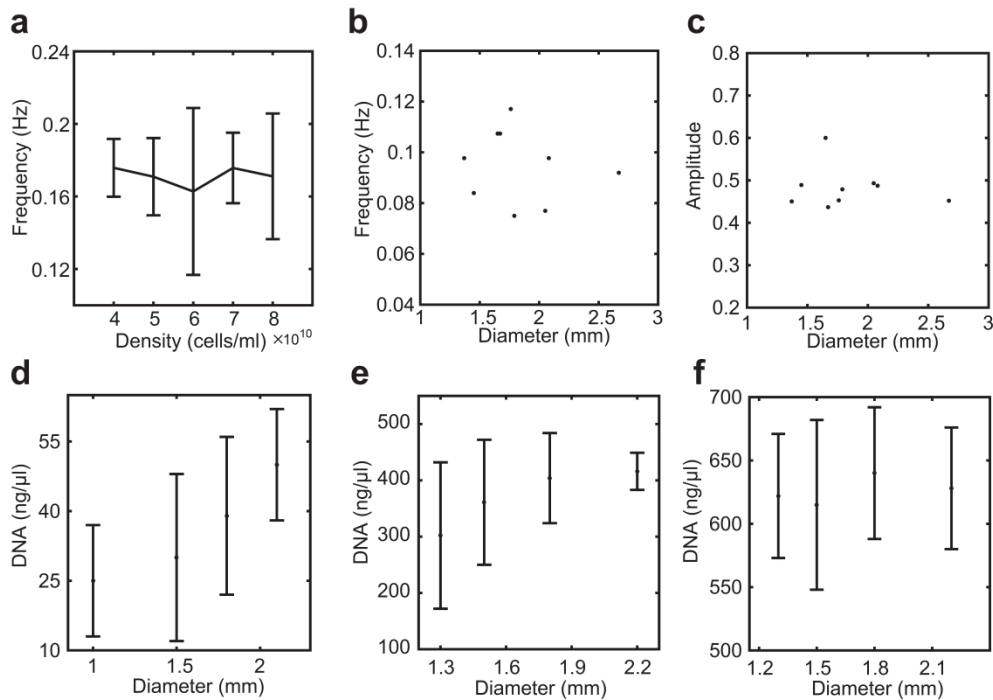 a
0.24
0.2
0.16
0.12
Frequency (Hz)
4 5 6 7 8
Density (cells/ml) ×10^10
b
0.14
0.12
0.1
0.08
0.06
0.04
Frequency (Hz)
1 1.5 2 2.5 3
Diameter (mm)
c
0.8
0.7
0.6
0.5
0.4
0.3
0.2
Amplitude
1 1.5 2 2.5 3
Diameter (mm)
d
55
40
25
10
DNA (ng/µl)
1 1.5 2
Diameter (mm)
e
500
400
300
200
100
DNA (ng/µl)
1.3 1.6 1.9 2.2
Diameter (mm)
f
700
650
600
550
500
DNA (ng/µl)
1.2 1.5 1.8 2.1
Diameter (mm)